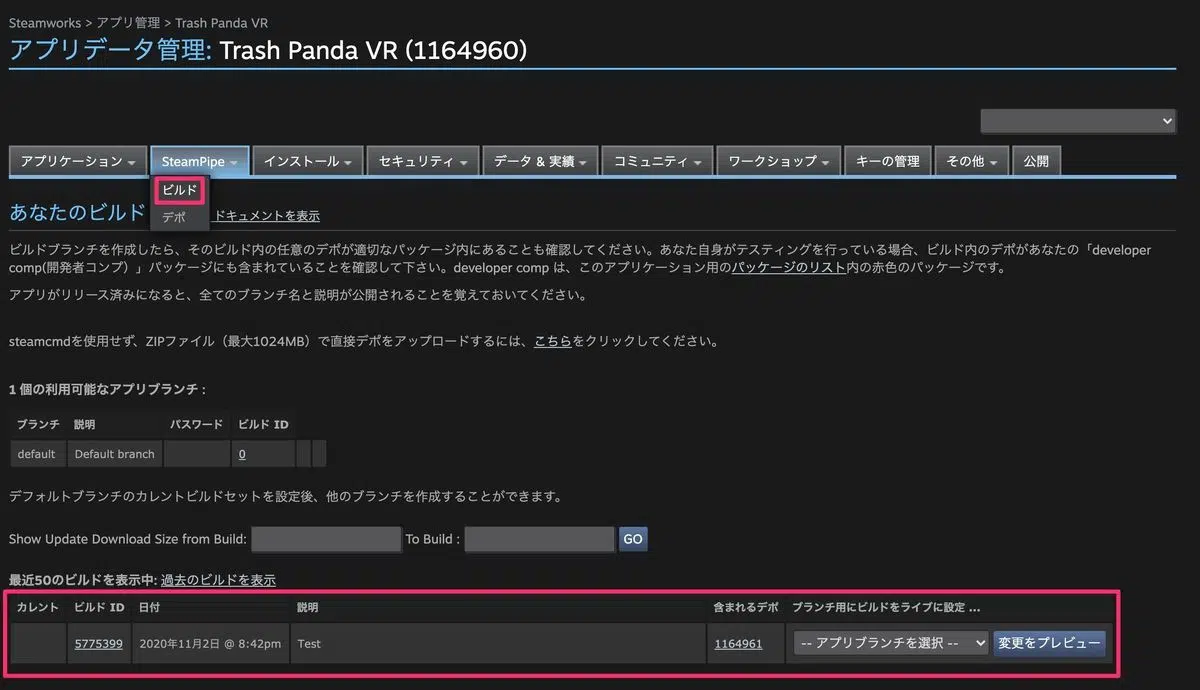 Steamworks > アプリ管理 > Trash Panda VR
アプリデータ管理: Trash Panda VR (1164960)
アプリケーション SteamPipe インストール セキュリティ データ & 実績 コミュニティ ワークショップ キーの管理 その他 公開
ビルド
デポ
あなたのビルド ドキュメントを表示
ビルドブランチを作成したら、そのビルド内の任意のデポが適切なパッケージ内にあることも確認してください。あなた自身がテスティングを行っている場合、ビルド内のデポがあなたの「developer
comp(開発者コンプ）」パッケージにも含まれていることを確認して下さい。developer comp は、このアプリケーション用のパッケージのリスト内の赤色のパッケージです。
アプリがリリース済みになると、全てのブランチ名と説明が公開されることを覚えておいてください。
steamcmdを使用せず、ZIPファイル（最大1024MB）で直接デポをアップロードするには、こちらをクリックしてください。
1 個の利用可能なアプリブランチ :
ブランチ 説明 パスワード ビルド ID
default Default branch 0
デフォルトブランチのカレントビルドセットを設定後、他のブランチを作成することができます。
Show Update Download Size from Build: To Build : GO
最近50のビルドを表示中: 過去のビルドを表示
カレント ビルド ID 日付 説明 含まれるデポ ブランチ用にビルドをライブに設定 ...
5775399 2020年11月2日 @ 8:42pm Test 1164961 -- アプリブランチを選択 -- 変更をプレビュー